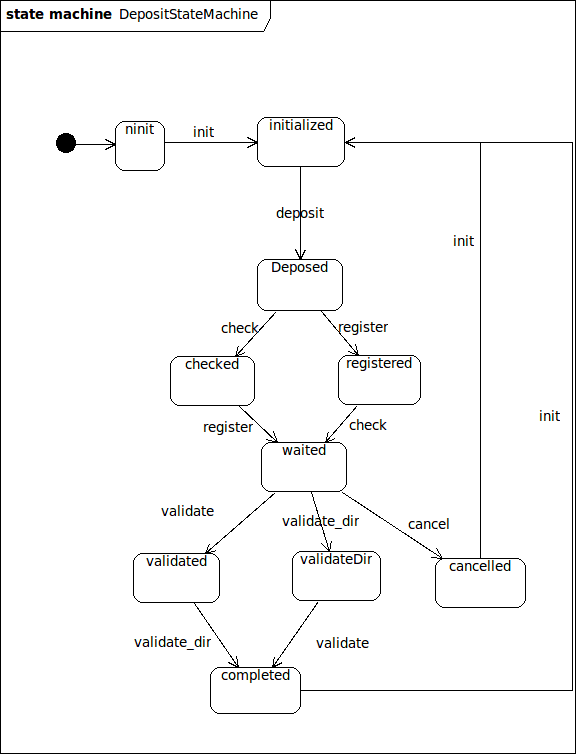 state machine DepositStateMachine
ninit
init
initialized
deposit
init
Deposed
check
register
checked
registered
init
register
check
waited
validate
validate_dir
cancel
validated
validateDir
cancelled
validate_dir
validate
completed